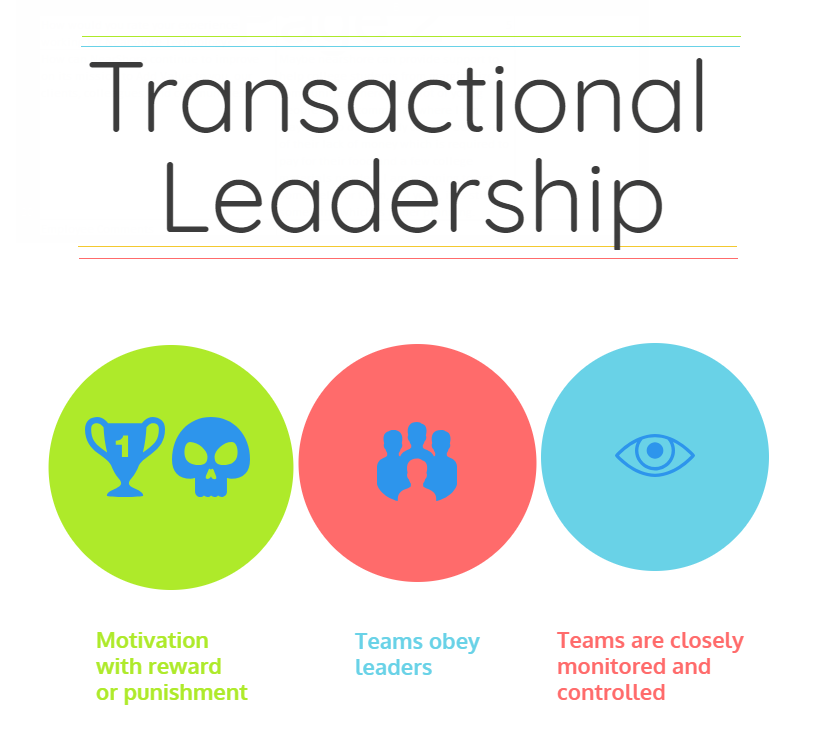 Transactional
Leadership
1
Motivation
with reward
or punishment
Teams obey
leaders
Teams are closely
monitored and
controlled